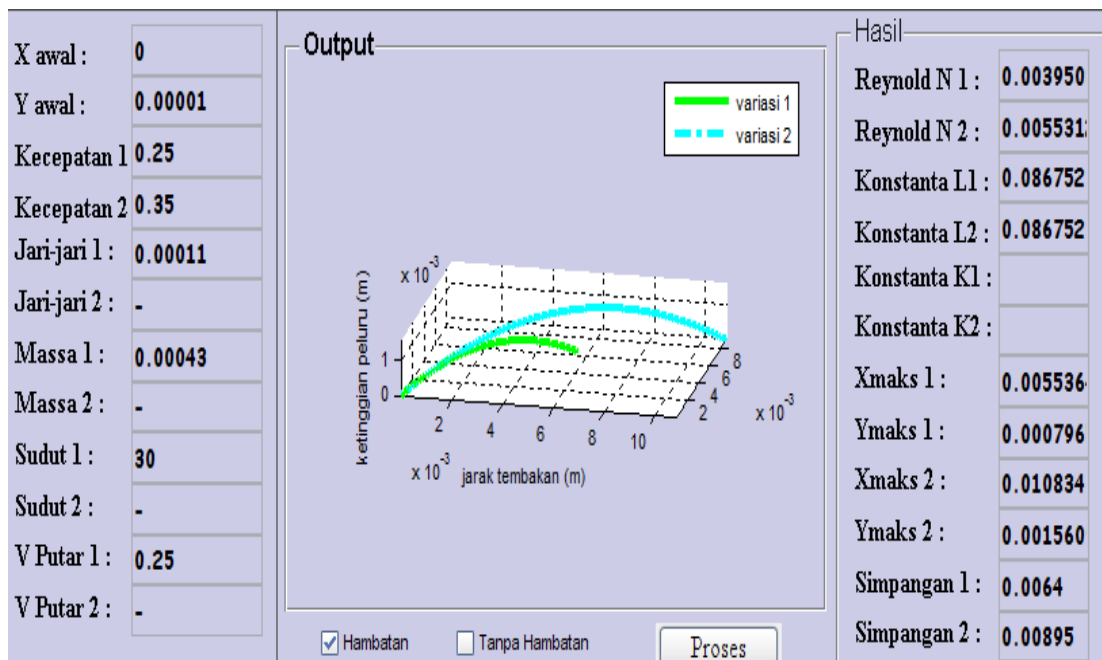 X awal : 0
Y awal : 0.00001
Kecepatan 1 0.25
Kecepatan 2 0.35
Jari-jari 1 : 0.00011
Jari-jari 2 : -
Massa 1 : 0.00043
Massa 2 : -
Sudut 1 : 30
Sudut 2 : -
V Putar 1 : 0.25
V Putar 2 : -
Output
variasi 1
variasi 2
x 10-3
ketinggian peluru (m)
1
0
2 4 6 8 10
x 10-3
jarak tembakan (m)
2 4 6 8
x 10-3
Hambatan
Tanpa Hambatan
Proses
Hasil
Reynold N 1 : 0.003950
Reynold N 2 : 0.005531
Konstanta L1 : 0.086752
Konstanta L2 : 0.086752
Konstanta K1 :
Konstanta K2 :
Xmaks 1 : 0.005536
Ymaks 1 : 0.000796
Xmaks 2 : 0.010834
Ymaks 2 : 0.001560
Simpangan 1 : 0.0064
Simpangan 2 : 0.00895